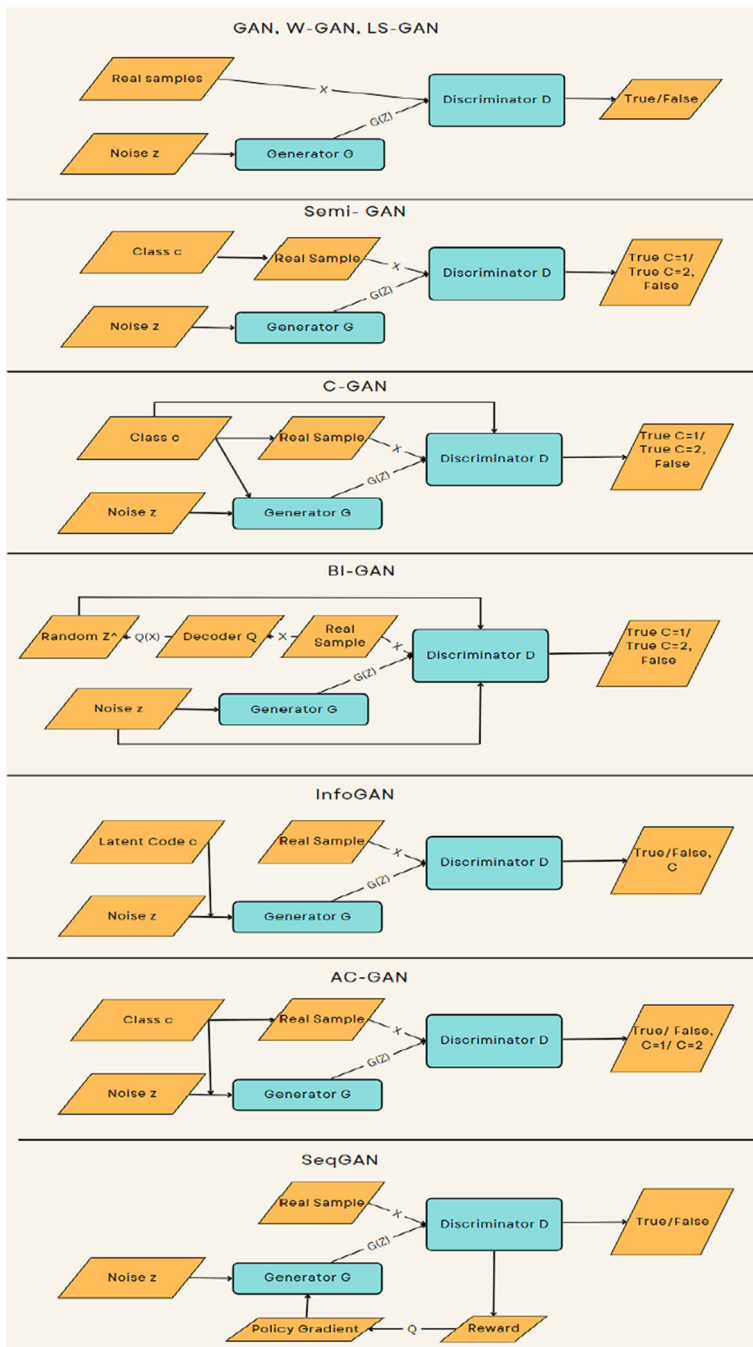 GAN, W-GAN, LS-GAN
Real samples
X
Discriminator D
True/False
G(Z)
Noise z
Generator G
Semi- GAN
Class c
Real Sample
X
Discriminator D
True C=1/
True C=2,
False
G(Z)
Noise z
Generator G
C-GAN
Class c
Real Sample
X
Discriminator D
True C=1/
True C=2,
False
G(Z)
Noise z
Generator G
BI-GAN
Random Z^
Q(X)
Decoder Q
X
Real
Sample
X
Discriminator D
True C=1/
True C=2,
False
G(Z)
Noise z
Generator G
InfoGAN
Latent Code c
Real Sample
X
Discriminator D
True/False,
C
G(Z)
Noise z
Generator G
AC-GAN
Class c
Real Sample
X
Discriminator D
True/ False,
C=1/ C=2
G(Z)
Noise z
Generator G
SeqGAN
Real Sample
X
Discriminator D
True/False
G(Z)
Noise z
Generator G
Policy Gradient
Q
Reward